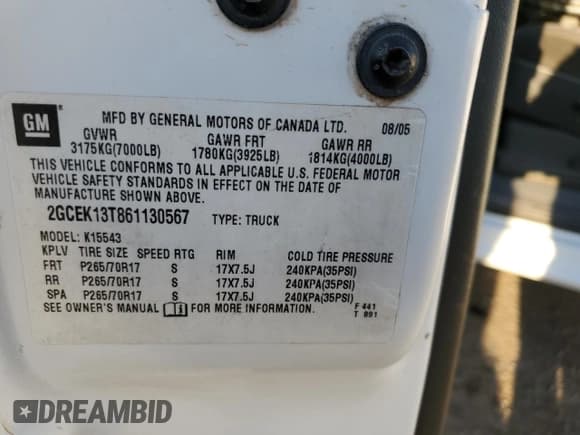 GM
MFD BY GENERAL MOTORS OF CANADA LTD. 08/05
GVWR GAWR FRT GAWR RR
3175KG(7000LB) 1780KG(3925LB) 1814KG(4000LB)
THIS VEHICLE CONFORMS TO ALL APPLICABLE U.S. FEDERAL MOTOR
VEHICLE SAFETY STANDARDS IN EFFECT ON THE DATE OF
MANUFACTURE SHOWN ABOVE.
2GCEK13T861130567 TYPE: TRUCK
MODEL: K15543
KPLV TIRE SIZE SPEED RTG RIM COLD TIRE PRESSURE
FRT P265/70R17 S 17X7.5J 240KPA(35PSI)
RR P265/70R17 S 17X7.5J 240KPA(35PSI)
SPA P265/70R17 S 17X7.5J 240KPA(35PSI)
SEE OWNER'S MANUAL FOR MORE INFORMATION. F 441
T 891
DREAMBID